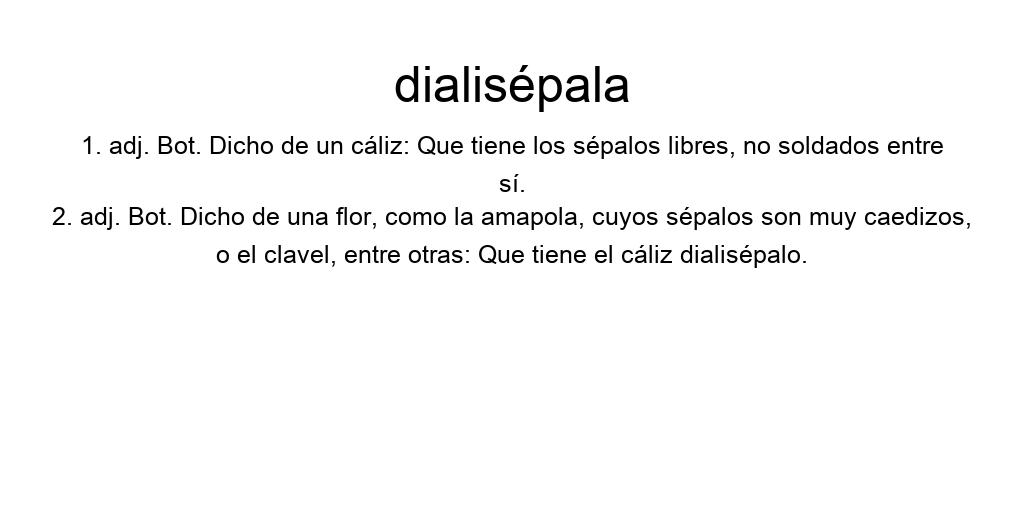 dialisépala
1. adj. Bot. Dicho de un cáliz: Que tiene los sépalos libres, no soldados entre
sí.
2. adj. Bot. Dicho de una flor, como la amapola, cuyos sépalos son muy caedizos,
o el clavel, entre otras: Que tiene el cáliz dialisépalo.